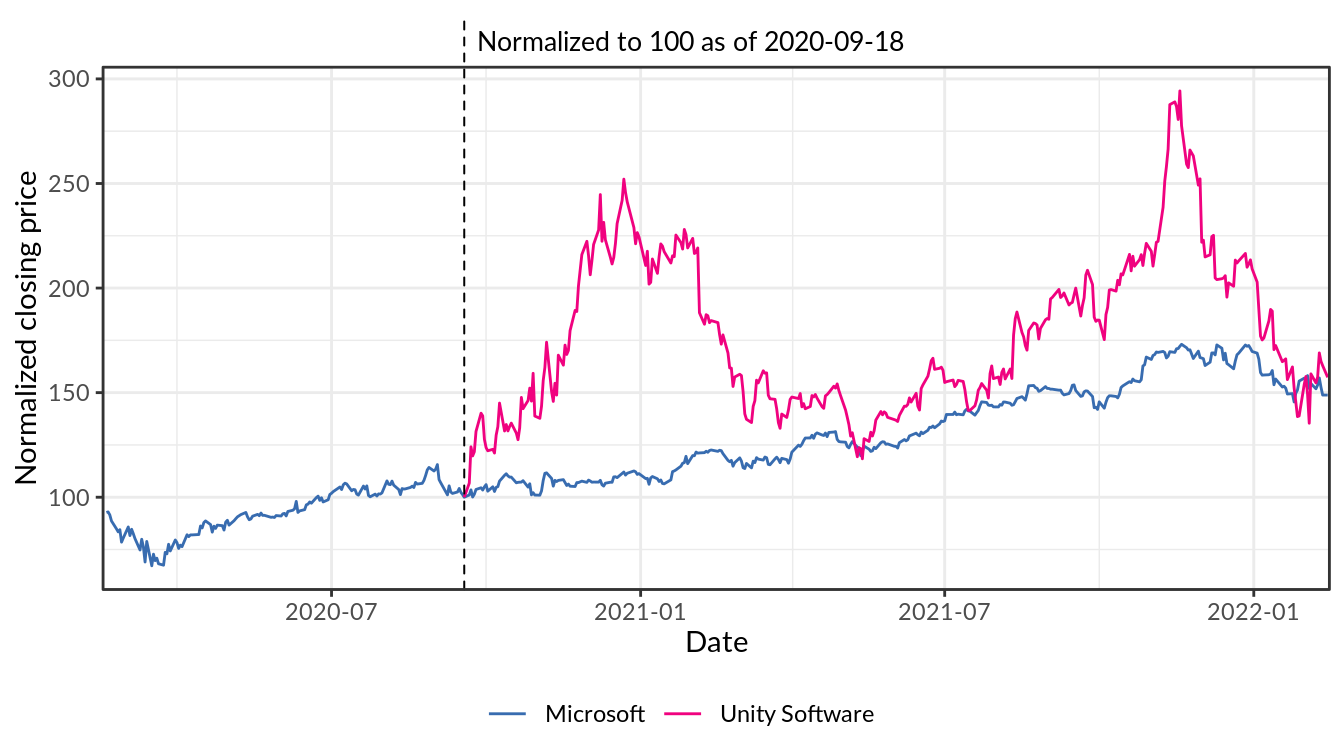 Normalized to 100 as of 2020-09-18
300
250
200
150
100
Normalized closing price
2020-07
2021-01
2021-07
2022-01
Date
Microsoft
Unity Software